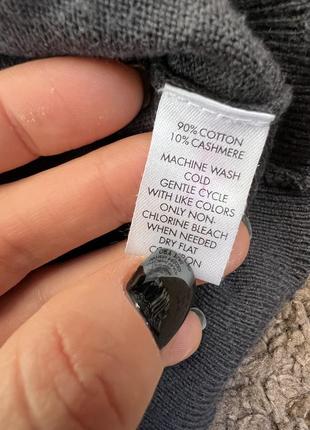 90% COTTON
10% CASHMERE
MACHINE WASH
COLD
GENTLE CYCLE
WITH LIKE COLORS
ONLY NON-
CHLORINE BLEACH
WHEN NEEDED
DRY FLAT